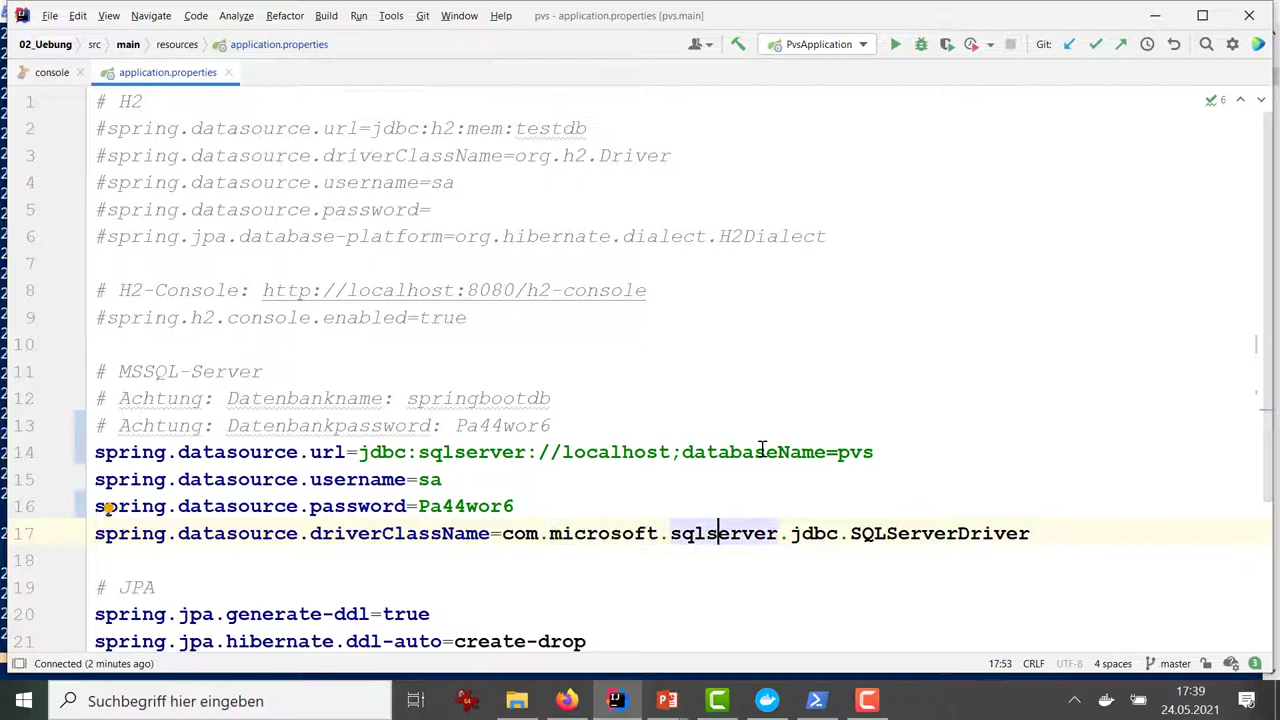 File Edit View Navigate Code Analyze Refactor Build Run Tools Git Window Help pvs - application.properties [pvs.main]
02_Uebung src main resources application.properties PvsApplication Git:
console application.properties
1 # H2 6
2 #spring.datasource.url=jdbc:h2:mem:testdb
3 #spring.datasource.driverClassName=org.h2.Driver
4 #spring.datasource.username=sa
5 #spring.datasource.password=
6 #spring.jpa.database-platform=org.hibernate.dialect.H2Dialect
7
8 # H2-Console: http://localhost:8080/h2-console
9 #spring.h2.console.enabled=true
10
11 # MSSQL-Server
12 # Achtung: Datenbankname: springbootdb
13 # Achtung: Datenbankpassword: Pa44wor6
14 spring.datasource.url=jdbc:sqlserver://localhost;databaseName=pvs
15 spring.datasource.username=sa
16 spring.datasource.password=Pa44wor6
17 spring.datasource.driverClassName=com.microsoft.sqlserver.jdbc.SQLServerDriver
18
19 # JPA
20 spring.jpa.generate-ddl=true
21 spring.jpa.hibernate.ddl-auto=create-drop
Connected (2 minutes ago) 17:53 CRLF UTF-8 4 spaces master 3
Suchbegriff hier eingeben 17:39
24.05.2021